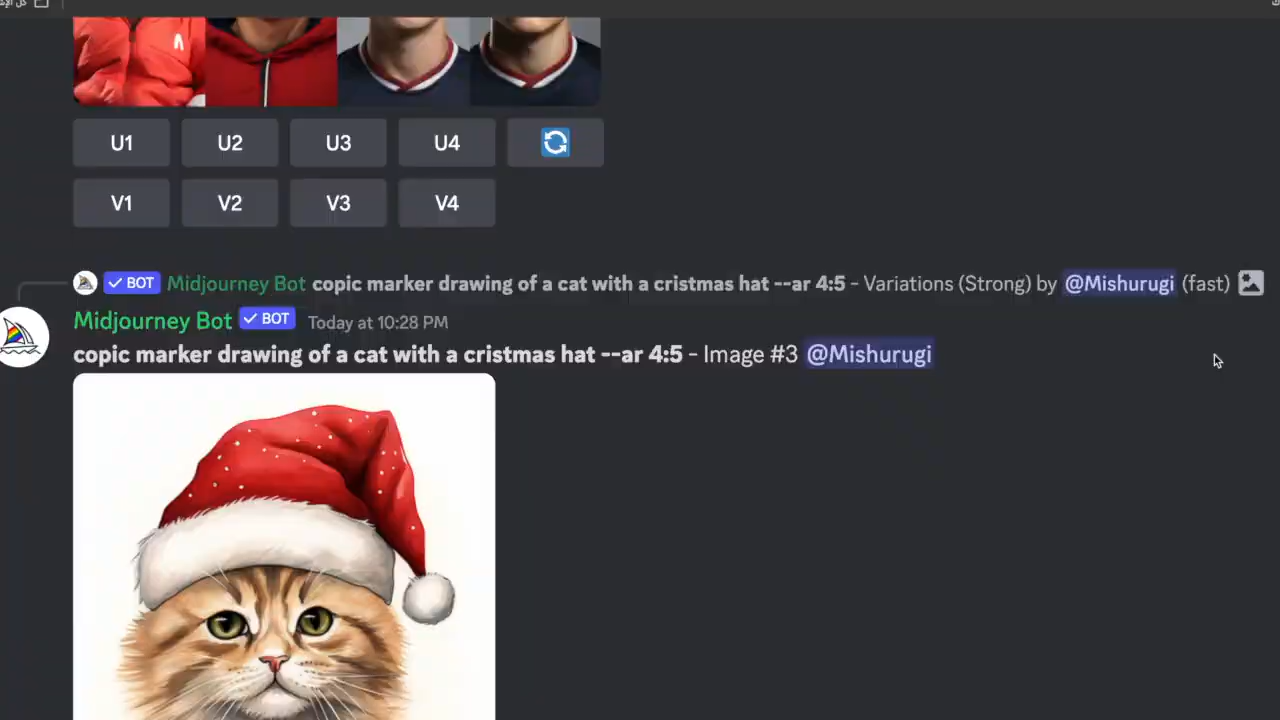 U1 U2 U3 U4
V1 V2 V3 V4
BOT Midjourney Bot copic marker drawing of a cat with a cristmas hat --ar 4:5 - Variations (Strong) by @Mishurugi (fast)
Midjourney Bot BOT Today at 10:28 PM
copic marker drawing of a cat with a cristmas hat --ar 4:5 - Image #3 @Mishurugi